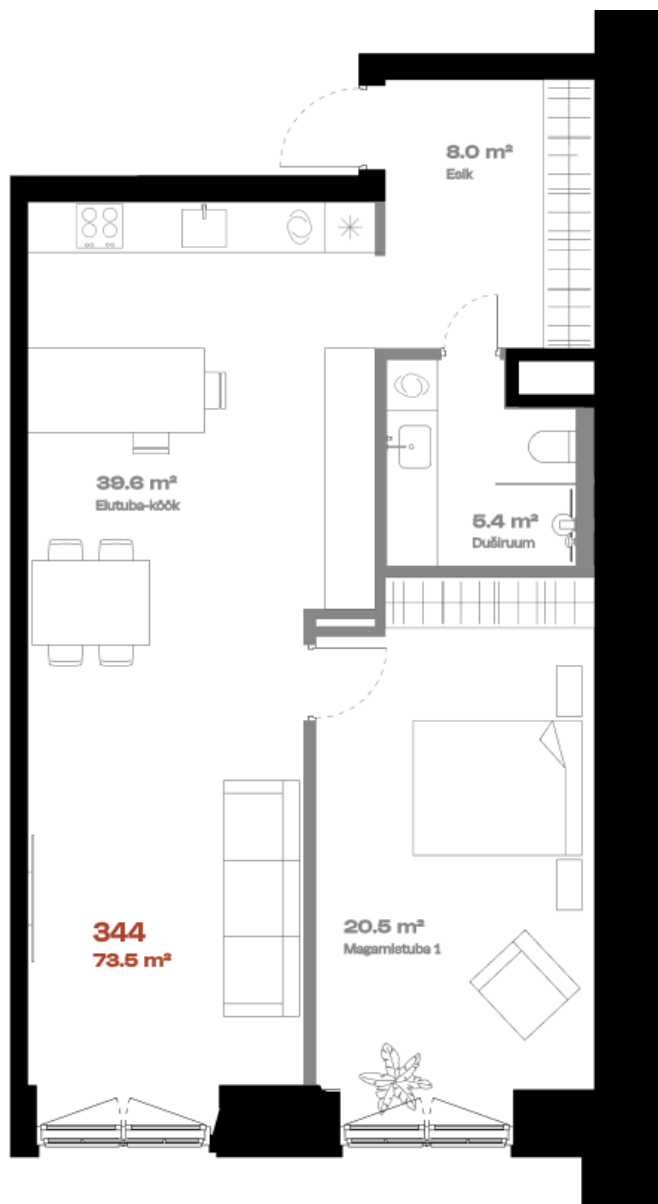 8.0 m²
Esik
39.6 m²
Elutuba-köök
5.4 m²
Duširuum
344
73.5 m²
20.5 m²
Magamistuba 1